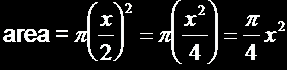 area = π(x/2)² = π(x²/4) = π/4 x²